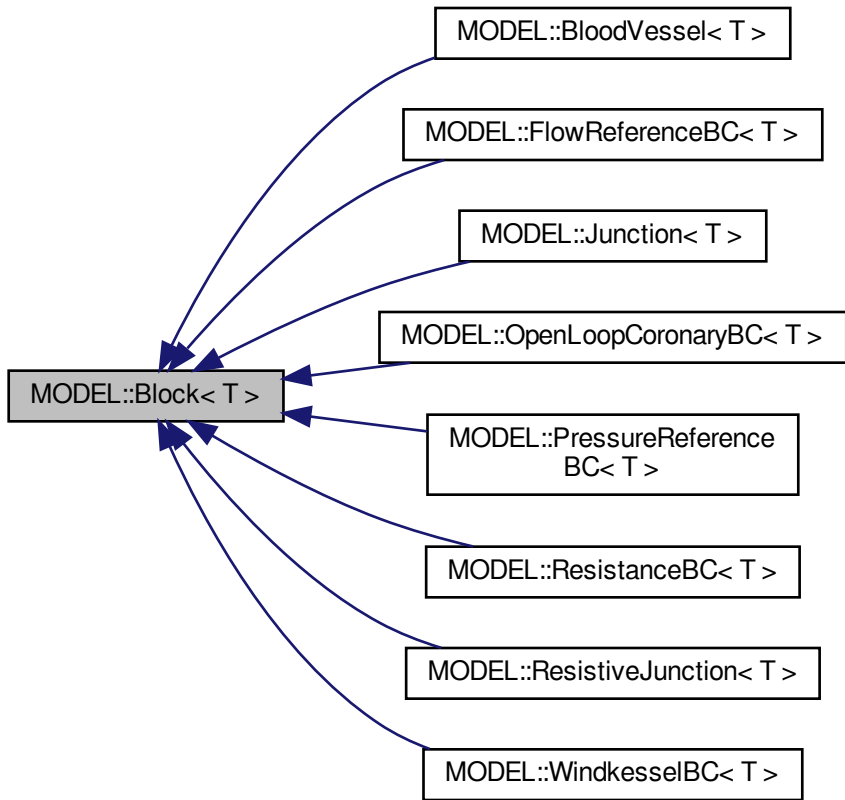 MODEL::BloodVessel< T >
MODEL::FlowReferenceBC< T >
MODEL::Junction< T >
MODEL::OpenLoopCoronaryBC< T >
MODEL::Block< T >
MODEL::PressureReference
BC< T >
MODEL::ResistanceBC< T >
MODEL::ResistiveJunction< T >
MODEL::WindkesselBC< T >